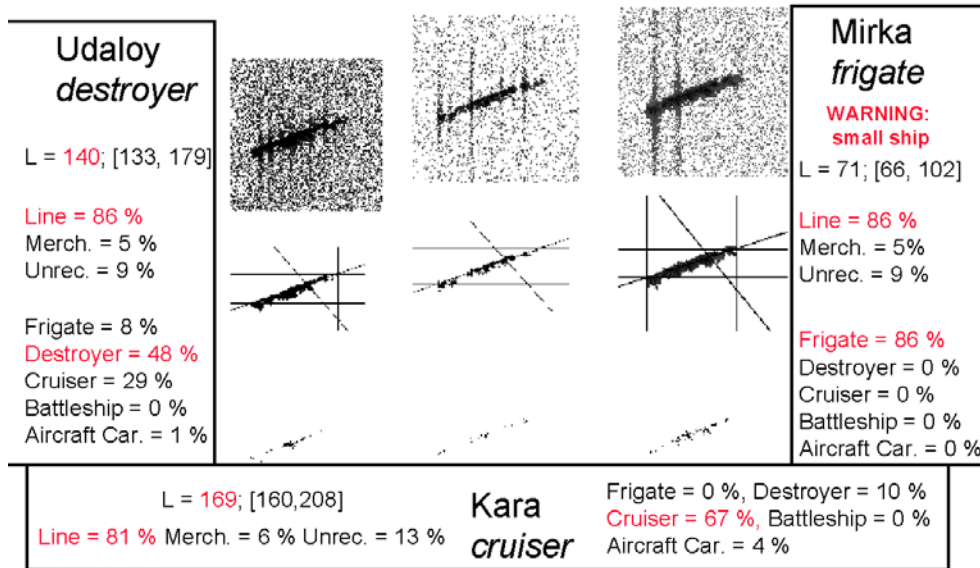 Udaloy
destroyer
L = 140; [133, 179]
Line = 86 %
Merch. = 5 %
Unrec. = 9 %
Frigate = 8 %
Destroyer = 48 %
Cruiser = 29 %
Battleship = 0 %
Aircraft Car. = 1 %
Mirka
frigate
WARNING:
small ship
L = 71; [66, 102]
Line = 86 %
Merch. = 5%
Unrec. = 9 %
Frigate = 86 %
Destroyer = 0 %
Cruiser = 0 %
Battleship = 0 %
Aircraft Car. = 0 %
L = 169; [160,208]
Line = 81 % Merch. = 6 % Unrec. = 13 %
Kara
cruiser
Frigate = 0 %, Destroyer = 10 %
Cruiser = 67 %, Battleship = 0 %
Aircraft Car. = 4 %